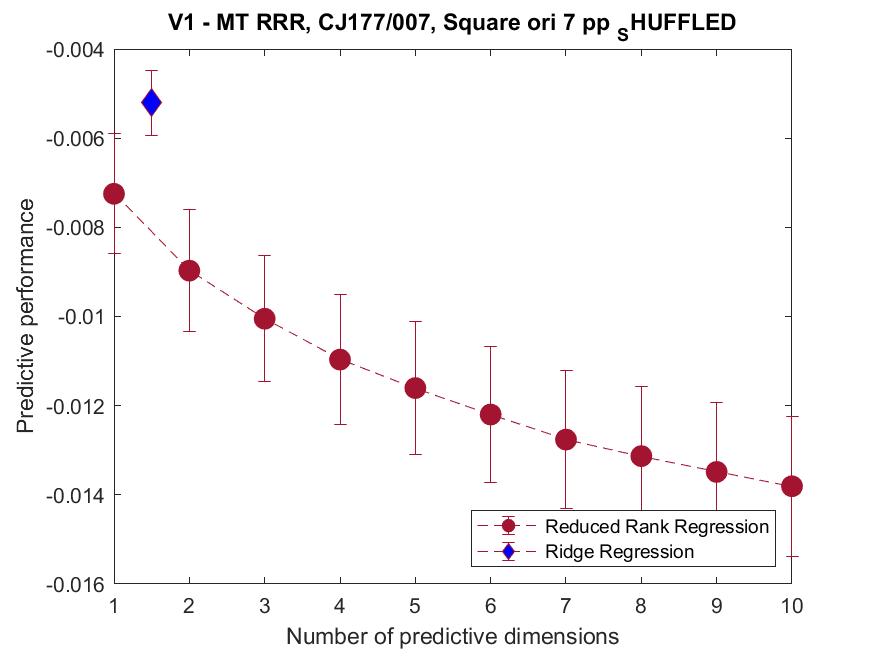 V1 - MT RRR, CJ177/007, Square ori 7 pp SHUFFLED
-0.004
-0.006
-0.008
-0.01
-0.012
-0.014
-0.016
Predictive performance
Reduced Rank Regression
Ridge Regression
1 2 3 4 5 6 7 8 9 10
Number of predictive dimensions